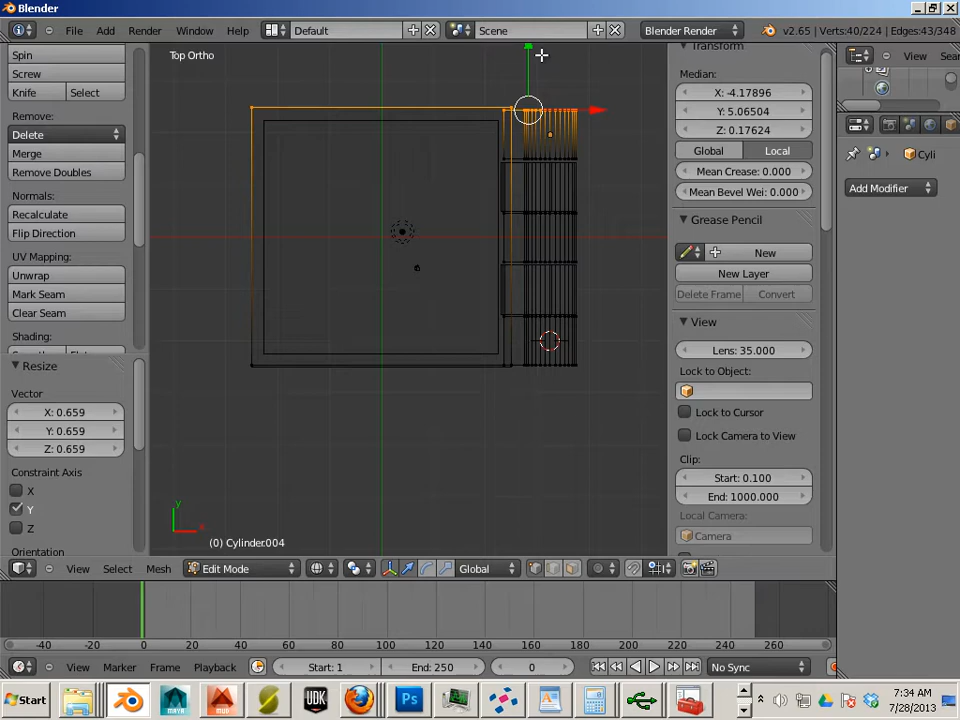 Blender
File
Add
Render
Window
Help
Default
Scene
Blender Render
v2.65 | Verts:40/224 | Edges:43/348
Spin
Screw
Knife
Select
Remove:
Delete
Merge
Remove Doubles
Normals:
Recalculate
Flip Direction
UV Mapping:
Unwrap
Mark Seam
Clear Seam
Shading:
Resize
Vector
X: 0.659
Y: 0.659
Z: 0.659
Constraint Axis
X
Y
Z
Orientation
Top Ortho
y
x
(0) Cylinder.004
Transform
Median:
X: -4.17896
Y: 5.06504
Z: 0.17624
Global
Local
Mean Crease: 0.000
Mean Bevel Wei: 0.000
Grease Pencil
New
New Layer
Delete Frame
Convert
View
Lens: 35.000
Lock to Object:
Lock to Cursor
Lock Camera to View
Clip:
Start: 0.100
End: 1000.000
Local Camera:
Camera
View
Sear
Cyli
Add Modifier
View
Select
Mesh
Edit Mode
Global
-40
-20
0
20
40
60
80
100
120
140
160
180
200
220
240
260
280
View
Marker
Frame
Playback
Start: 1
End: 250
0
No Sync
Start
UDK
Ps
7:34 AM
7/28/2013